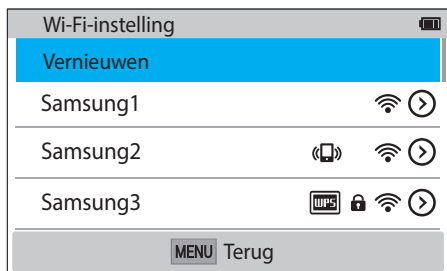 Wi-Fi-instelling
Vernieuwen
Samsung1
Samsung2
Samsung3 WPS
MENU Terug